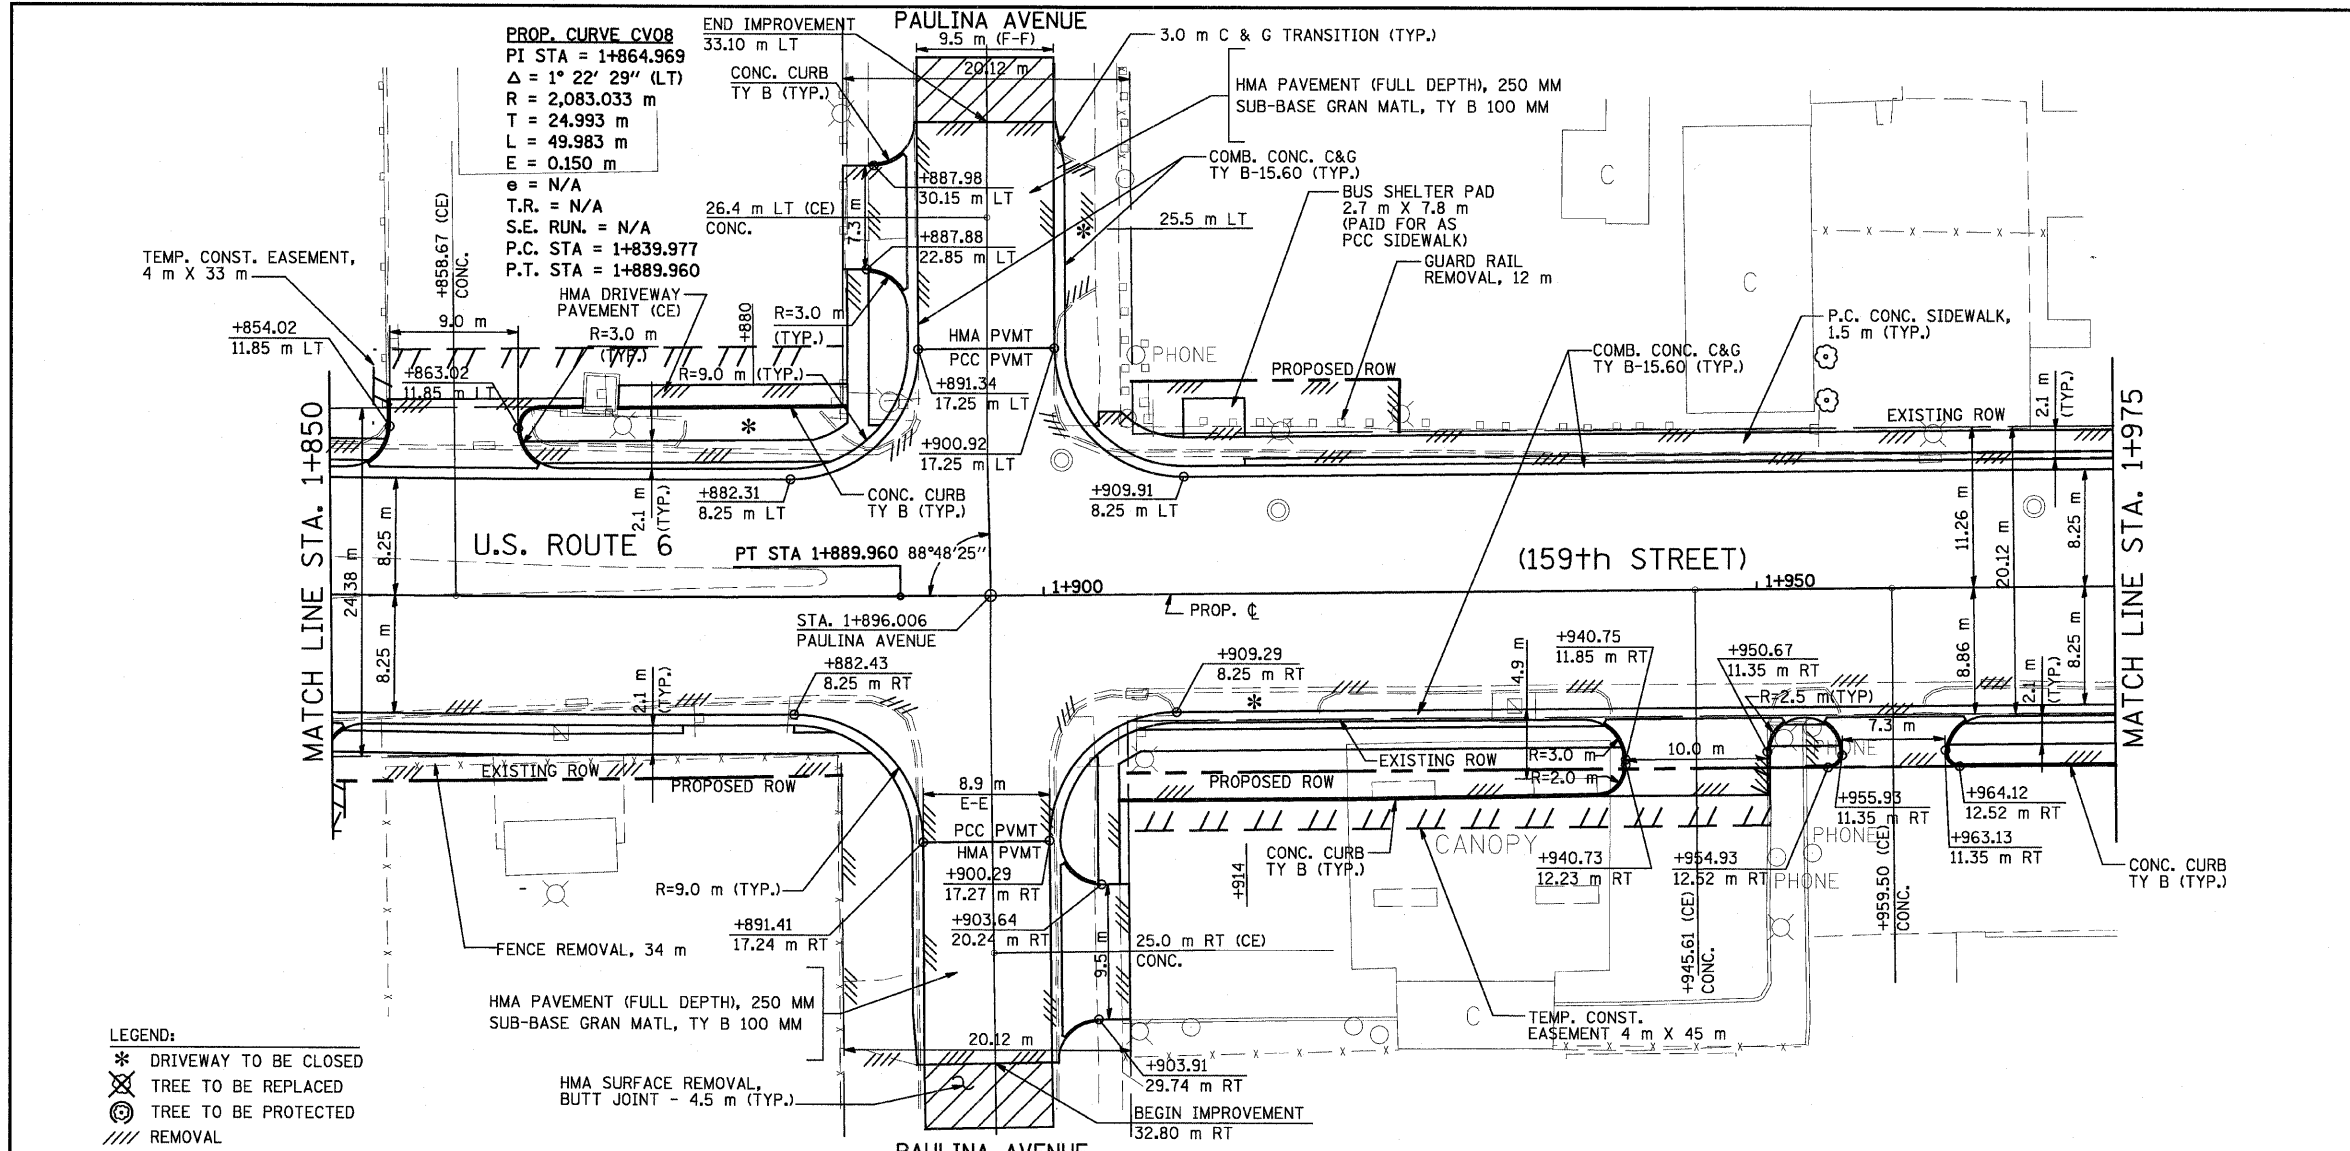 PAULINA AVENUE
9.5 m (F-F)
20.12 m
END IMPROVEMENT
33.10 m LT
PROP. CURVE CV08
PI STA = 1+864.969
Δ = 1° 22' 29" (LT)
R = 2,083.033 m
T = 24.993 m
L = 49.983 m
E = 0.150 m
e = N/A
T.R. = N/A
S.E. RUN. = N/A
P.C. STA = 1+839.977
P.T. STA = 1+889.960
CONC. CURB
TY B (TYP.)
3.0 m C & G TRANSITION (TYP.)
HMA PAVEMENT (FULL DEPTH), 250 MM
SUB-BASE GRAN MATL, TY B 100 MM
COMB. CONC. C&G
TY B-15.60 (TYP.)
BUS SHELTER PAD
2.7 m X 7.8 m
(PAID FOR AS
PCC SIDEWALK)
25.5 m LT
GUARD RAIL
REMOVAL, 12 m
+887.98
30.15 m LT
26.4 m LT (CE)
CONC.
7.3 m
+887.88
22.85 m LT
+858.67 (CE)
CONC.
TEMP. CONST. EASEMENT,
4 m X 33 m
HMA DRIVEWAY
PAVEMENT (CE)
+880
R=3.0 m
(TYP.)
9.0 m
R=3.0 m
(TYP.)
+854.02
11.85 m LT
+863.02
11.85 m LT
R=9.0 m (TYP.)
HMA PVMT
PCC PVMT
+891.34
17.25 m LT
+900.92
17.25 m LT
PHONE
PROPOSED ROW
COMB. CONC. C&G
TY B-15.60 (TYP.)
P.C. CONC. SIDEWALK,
1.5 m (TYP.)
C
C
EXISTING ROW
2.1 m
(TYP.)
MATCH LINE STA. 1+850
MATCH LINE STA. 1+975
+882.31
8.25 m LT
2.1 m
(TYP.)
CONC. CURB
TY B (TYP.)
+909.91
8.25 m LT
8.25 m
24.38 m
8.25 m
U.S. ROUTE 6
PT STA 1+889.960
88°48'25"
(159th STREET)
1+900
1+950
PROP. ℄
11.26 m
20.12 m
8.25 m
8.86 m
8.25 m
2.1 m
(TYP.)
STA. 1+896.006
PAULINA AVENUE
+882.43
8.25 m RT
2.1 m
(TYP.)
+909.29
8.25 m RT
4.9 m
+940.75
11.85 m RT
+950.67
11.35 m RT
R=2.5 m(TYP)
7.3 m
PHONE
EXISTING ROW
PROPOSED ROW
8.9 m
E-E
PCC PVMT
HMA PVMT
EXISTING ROW
R=3.0 m
10.0 m
PROPOSED ROW
R=2.0 m
+955.93
11.35 m RT
+964.12
12.52 m RT
+963.13
11.35 m RT
PHONE
PHONE
CANOPY
CONC. CURB
TY B (TYP.)
+914
+940.73
12.23 m RT
+954.93
12.52 m RT
CONC. CURB
TY B (TYP.)
+945.61 (CE)
CONC.
+959.50 (CE)
CONC.
R=9.0 m (TYP.)
+900.29
17.27 m RT
+891.41
17.24 m RT
+903.64
20.24 m RT
9.5 m
25.0 m RT (CE)
CONC.
FENCE REMOVAL, 34 m
HMA PAVEMENT (FULL DEPTH), 250 MM
SUB-BASE GRAN MATL, TY B 100 MM
C
TEMP. CONST.
EASEMENT 4 m X 45 m
20.12 m
+903.91
29.74 m RT
HMA SURFACE REMOVAL,
BUTT JOINT - 4.5 m (TYP.)
BEGIN IMPROVEMENT
32.80 m RT
LEGEND:
* DRIVEWAY TO BE CLOSED
TREE TO BE REPLACED
TREE TO BE PROTECTED
//// REMOVAL
PAULINA AVENUE